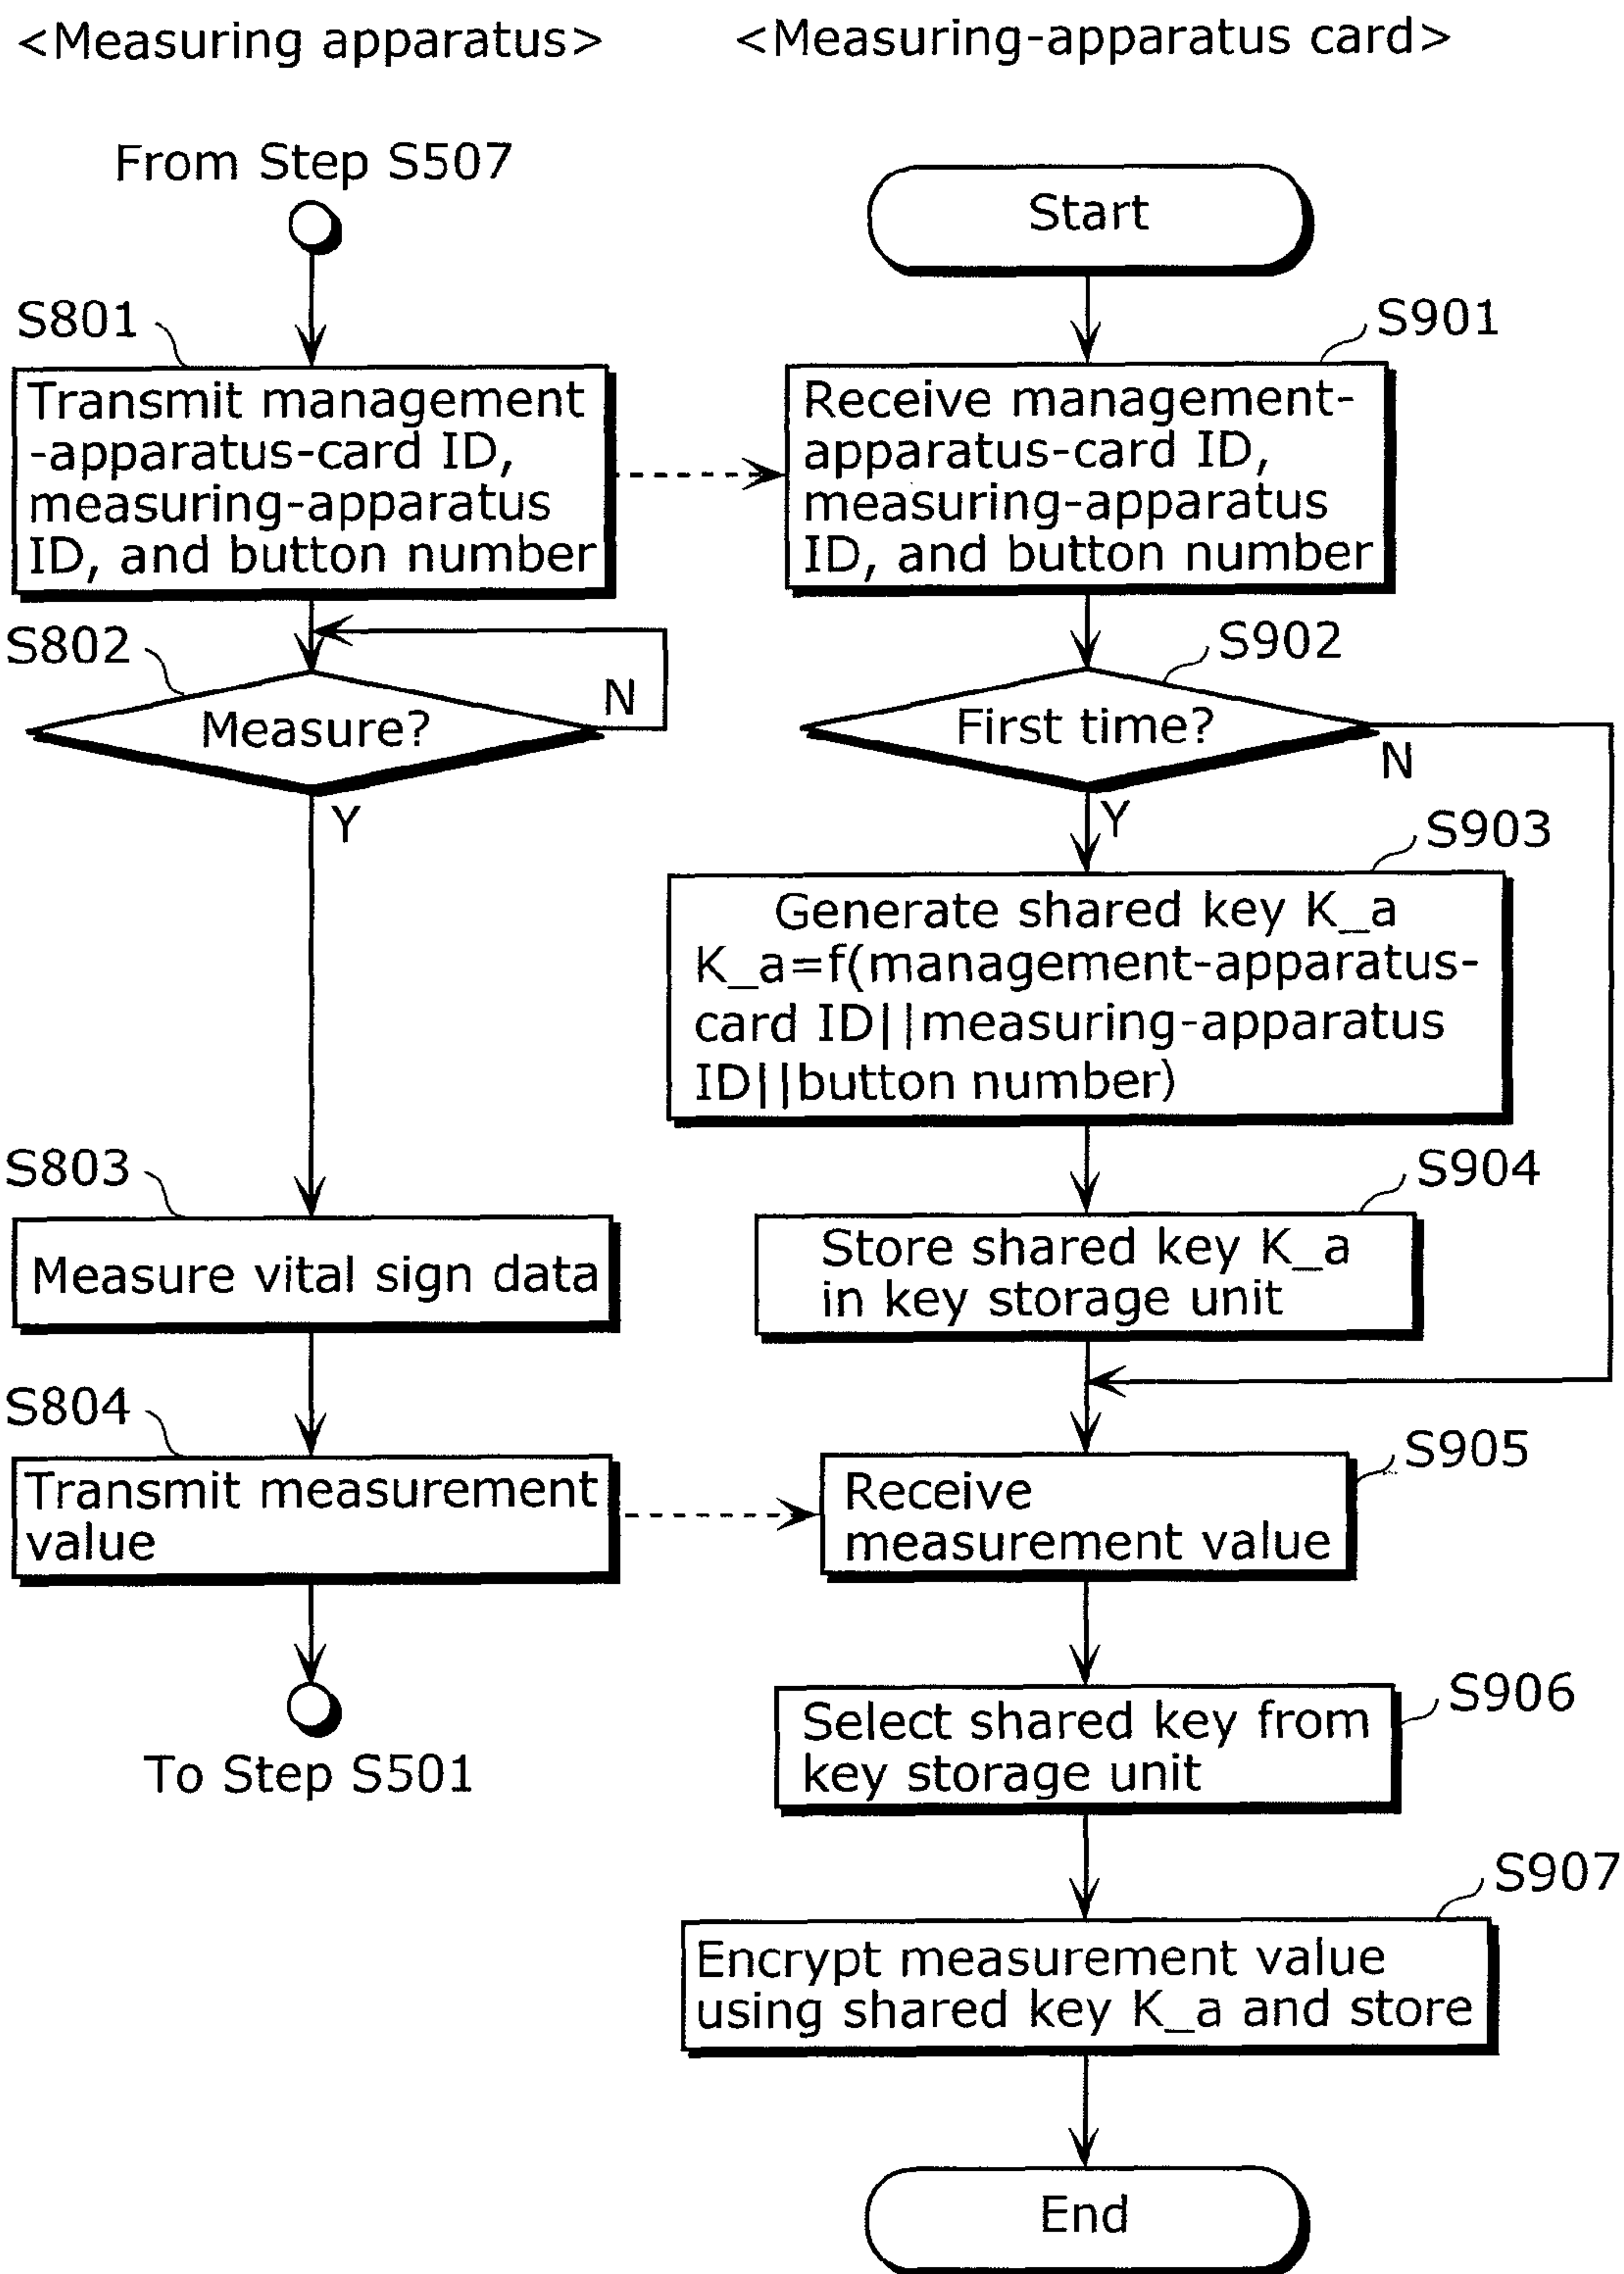 <Measuring apparatus>
<Measuring-apparatus card>
From Step S507
Start
S801
S901
Transmit management
-apparatus-card ID,
measuring-apparatus
ID, and button number
Receive management-
apparatus-card ID,
measuring-apparatus
ID, and button number
S802
S902
Measure?
N
Y
First time?
N
Y
S903
Generate shared key K_a
K_a=f(management-apparatus-
card ID||measuring-apparatus
ID||button number)
S803
S904
Measure vital sign data
Store shared key K_a
in key storage unit
S804
S905
Transmit measurement
value
Receive
measurement value
To Step S501
S906
Select shared key from
key storage unit
S907
Encrypt measurement value
using shared key K_a and store
End